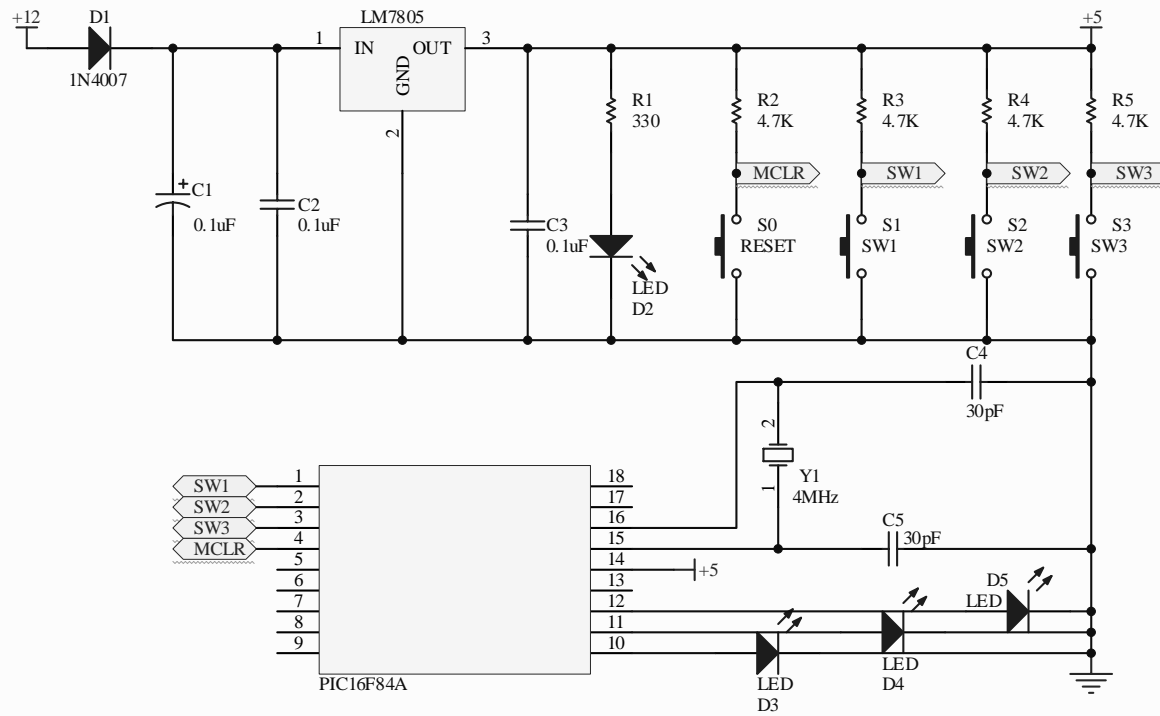 +12
D1
1N4007
LM7805
1
IN
OUT
3
GND
2
+5
C1
0.1uF
C2
0.1uF
C3
0.1uF
R1
330
LED
D2
R2
4.7K
MCLR
S0
RESET
R3
4.7K
SW1
S1
SW1
R4
4.7K
SW2
S2
SW2
R5
4.7K
SW3
S3
SW3
C4
30pF
2
1
Y1
4MHz
C5
30pF
SW1
SW2
SW3
MCLR
1
2
3
4
5
6
7
8
9
18
17
16
15
14
13
12
11
10
+5
PIC16F84A
D5
LED
LED
D4
LED
D3